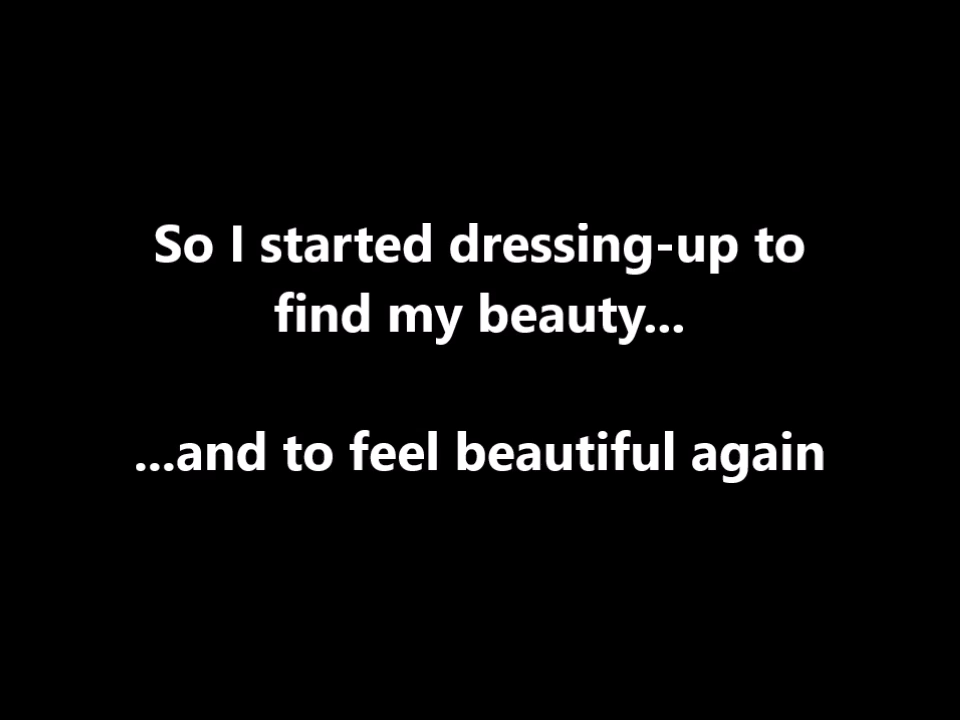 So I started dressing-up to
find my beauty...
...and to feel beautiful again